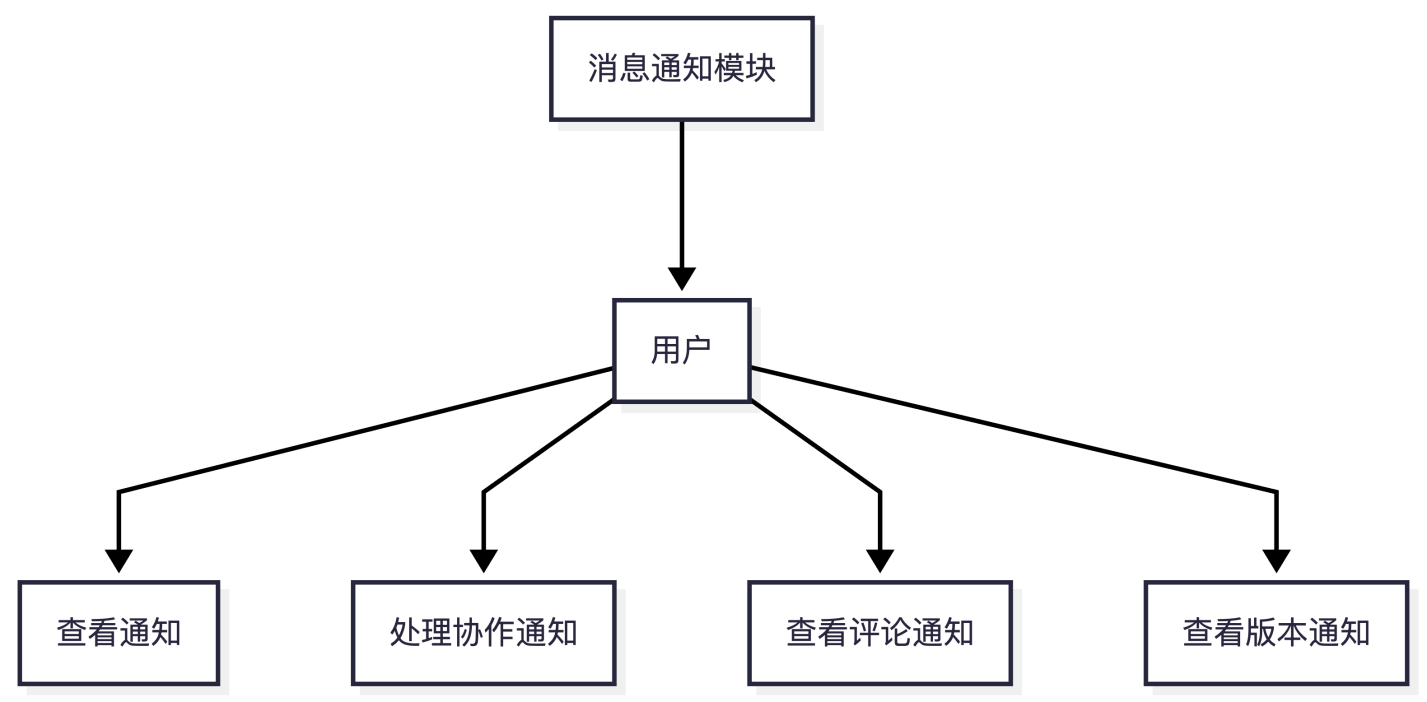 消息通知模块
用户
查看通知
处理协作通知
查看评论通知
查看版本通知